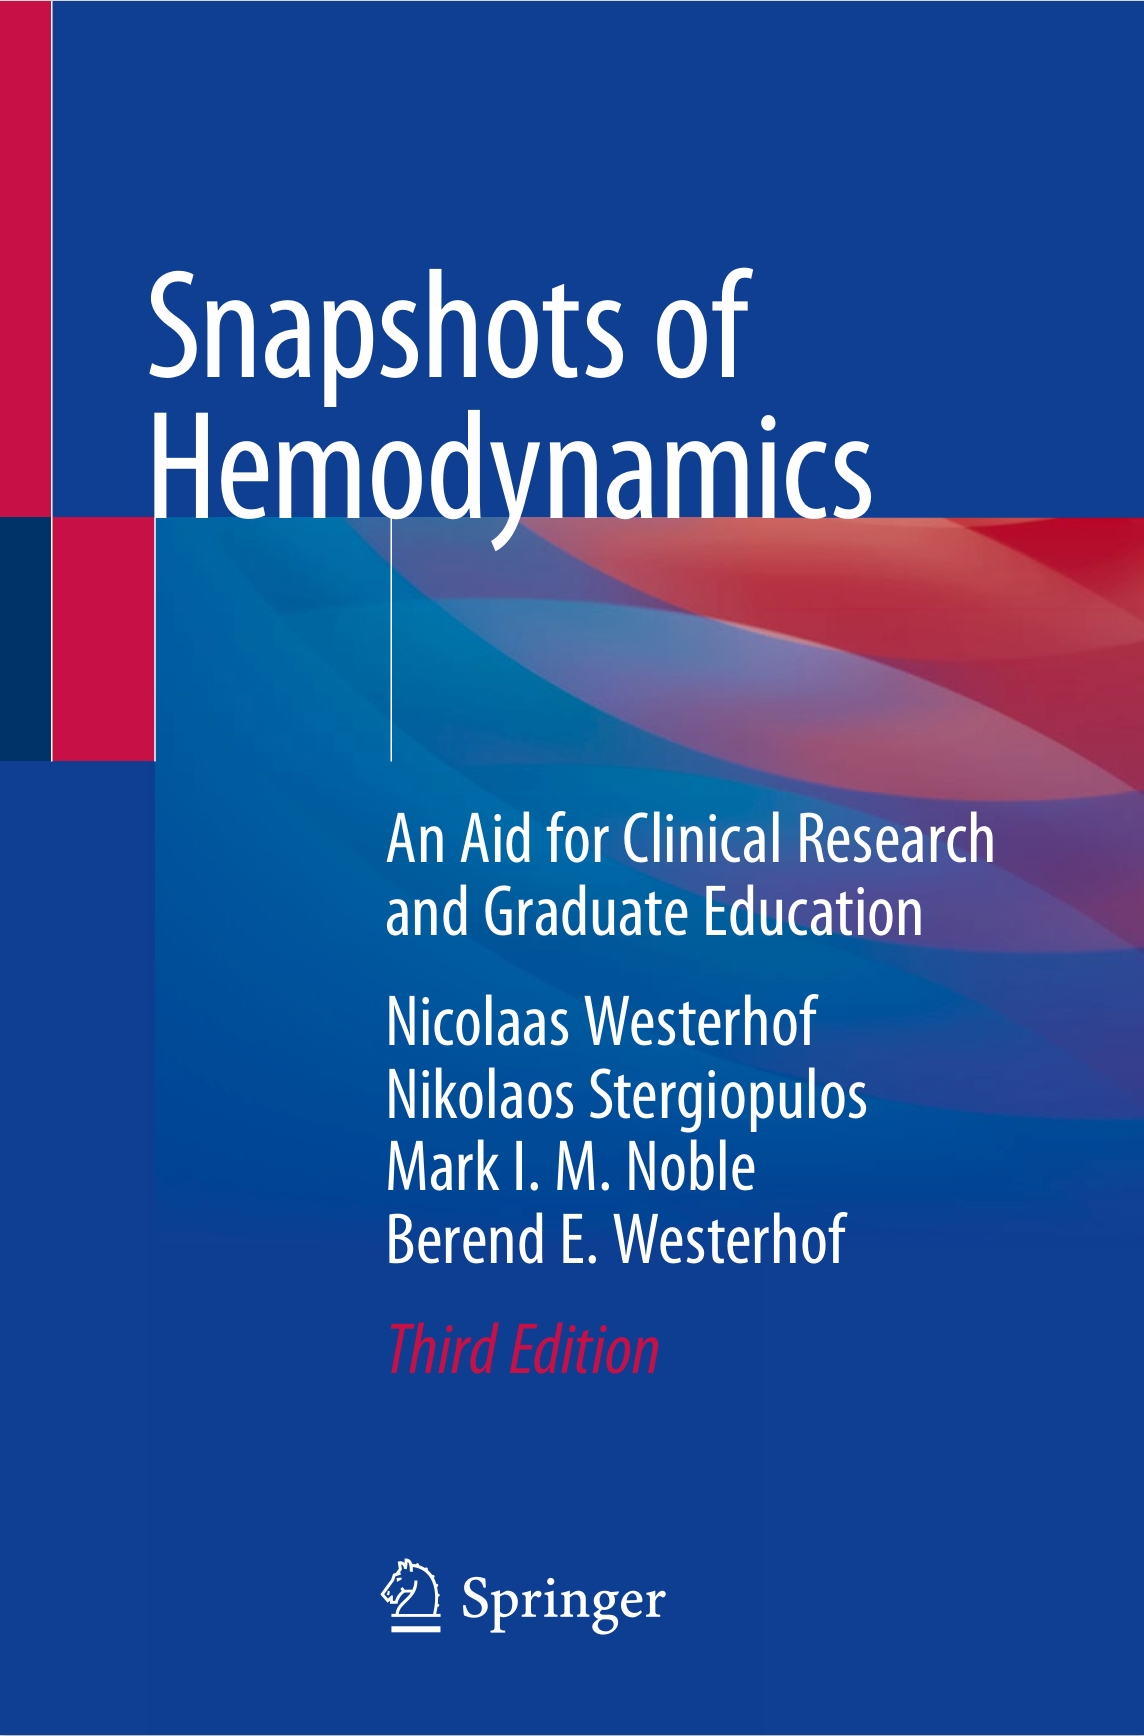 Snapshots of
Hemodynamics
An Aid for Clinical Research
and Graduate Education
Nicolaas Westerhof
Nikolaos Stergiopulos
Mark I. M. Noble
Berend E. Westerhof
Third Edition
Springer